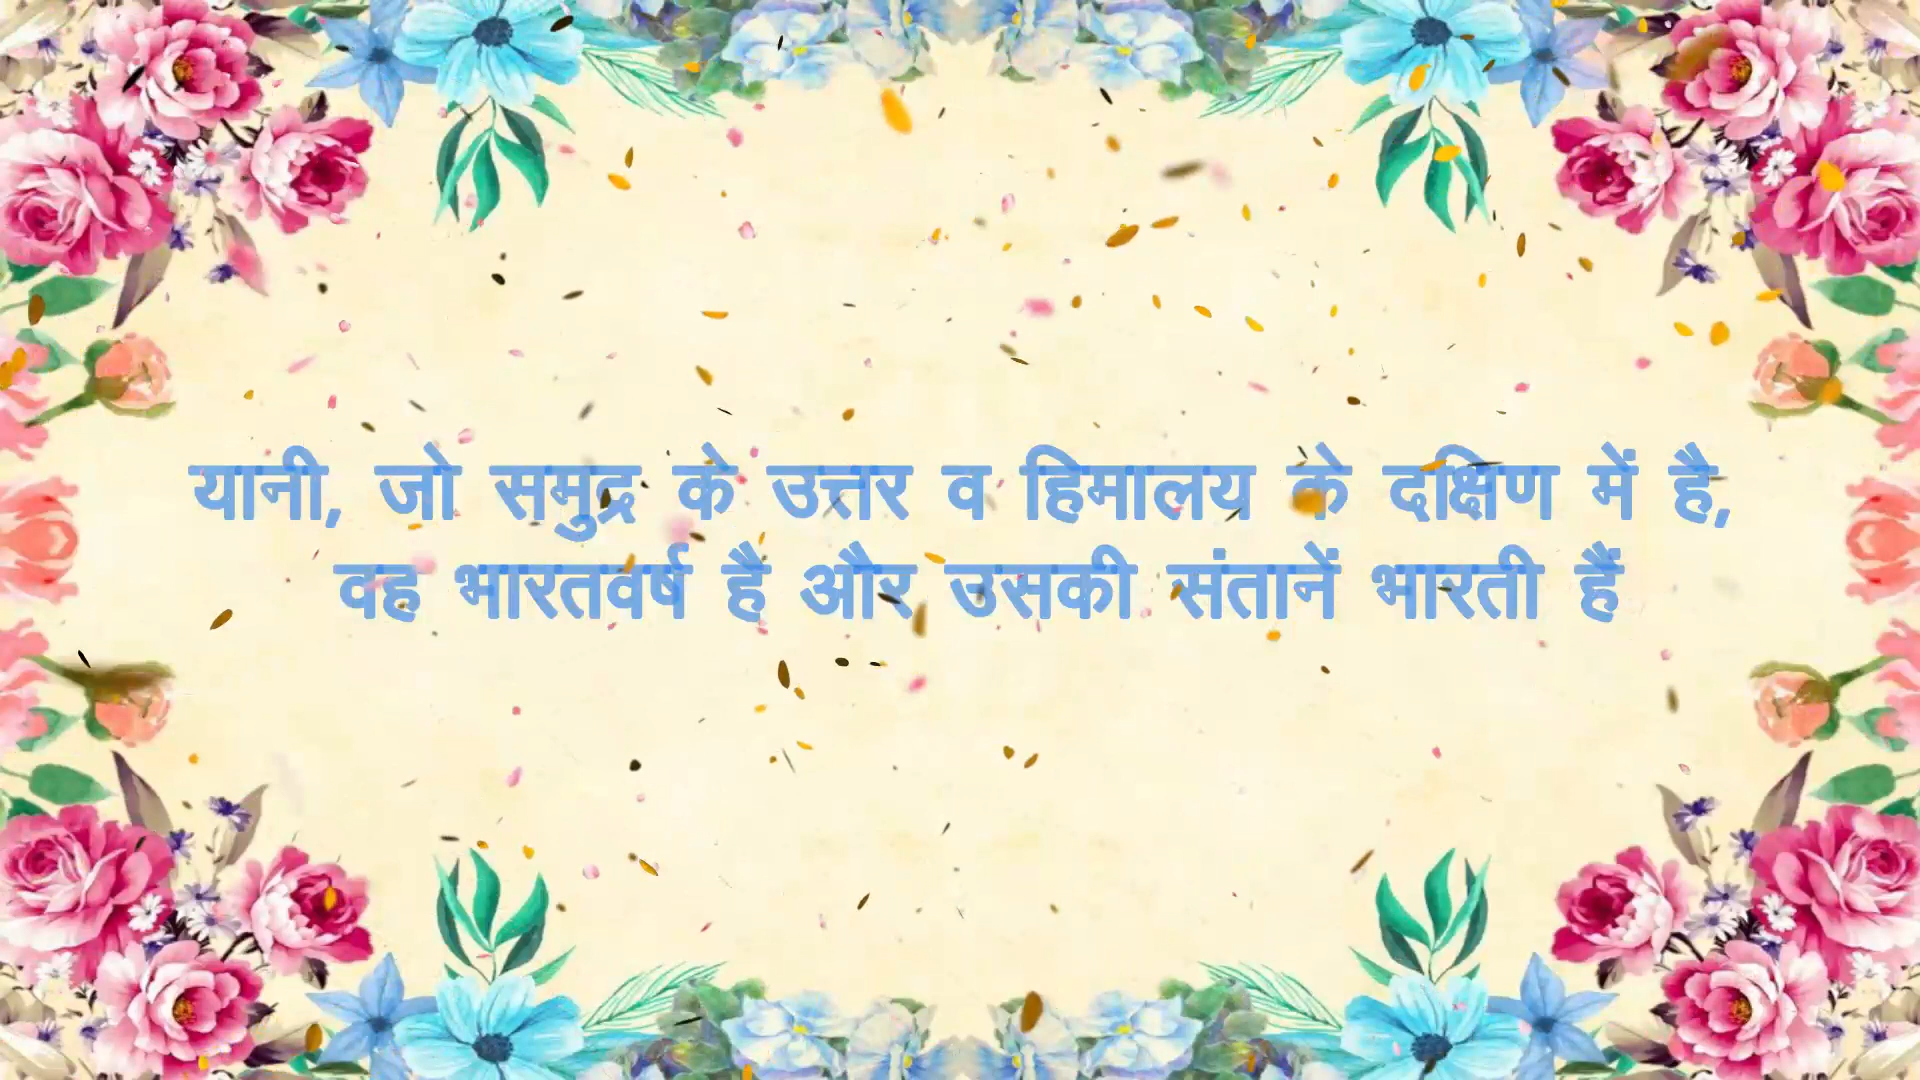 यानी, जो समुद्र के उत्तर व हिमालय के दक्षिण में है,
वह भारतवर्ष है और उसकी संतानें भारती हैं